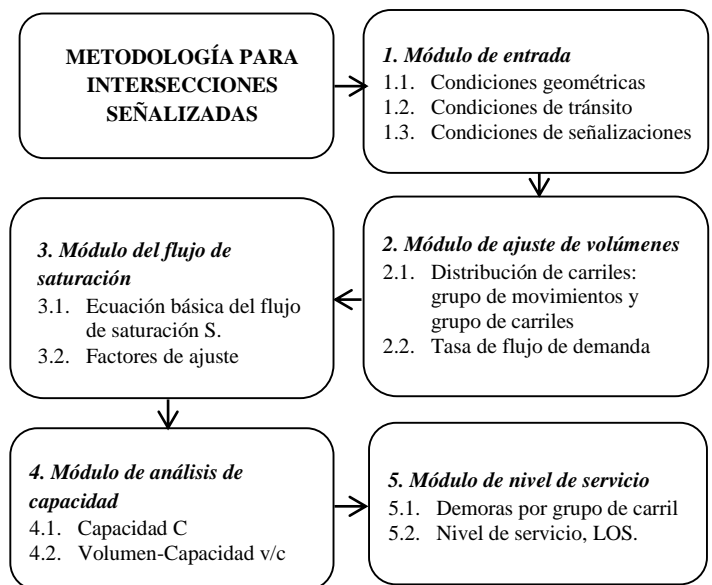 METODOLOGÍA PARA
INTERSECCIONES
SEÑALIZADAS
1. Módulo de entrada
1.1. Condiciones geométricas
1.2. Condiciones de tránsito
1.3. Condiciones de señalizaciones
2. Módulo de ajuste de volúmenes
2.1. Distribución de carriles:
grupo de movimientos y
grupo de carriles
2.2. Tasa de flujo de demanda
3. Módulo del flujo de
saturación
3.1. Ecuación básica del flujo
de saturación S.
3.2. Factores de ajuste
4. Módulo de análisis de
capacidad
4.1. Capacidad C
4.2. Volumen-Capacidad v/c
5. Módulo de nivel de servicio
5.1. Demoras por grupo de carril
5.2. Nivel de servicio, LOS.